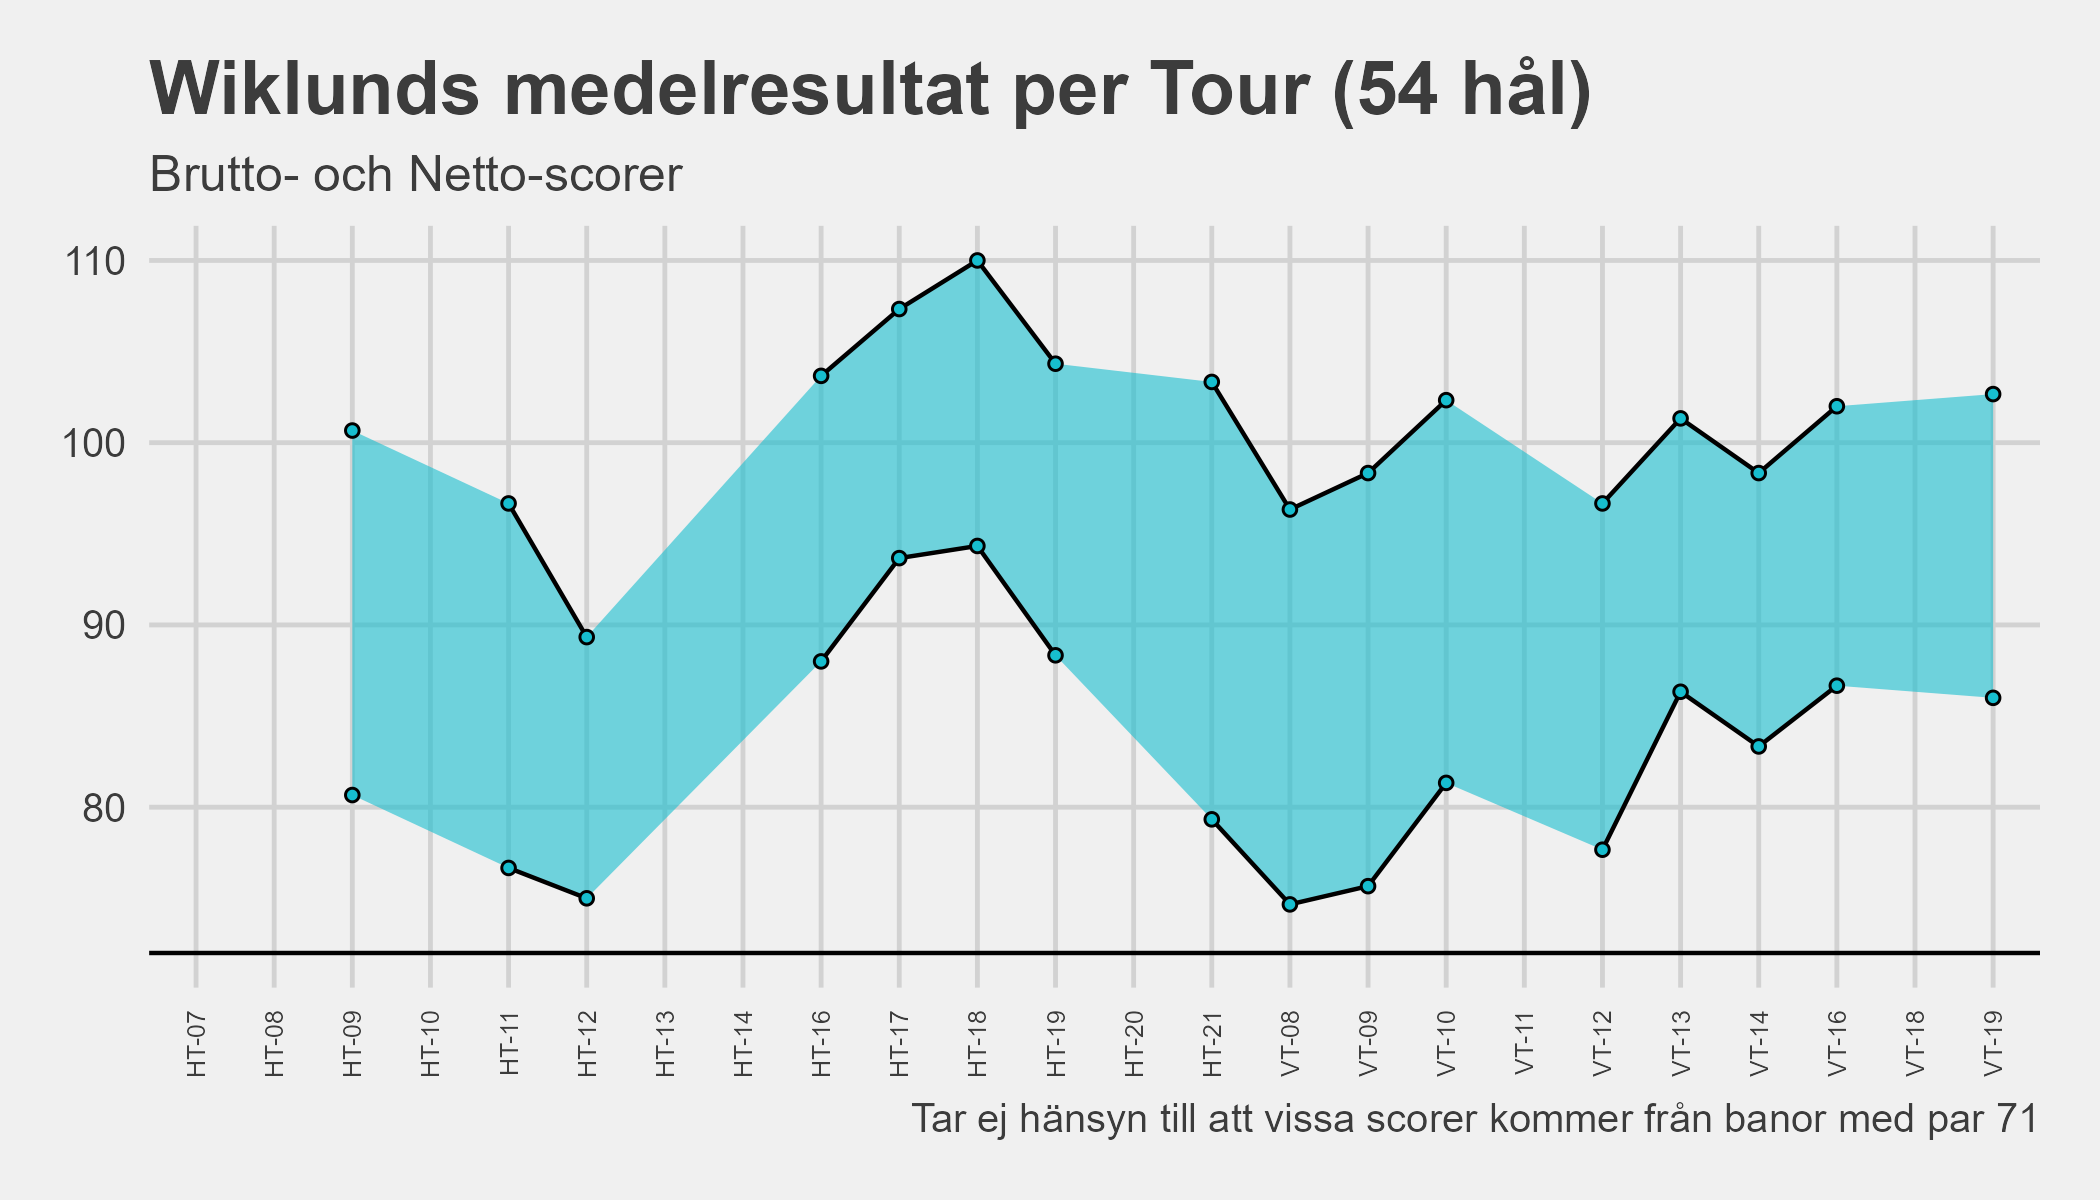 Wiklunds medelresultat per Tour (54 hål)
Brutto- och Netto-scorer
110
100
90
80
HT-07
HT-08
HT-09
HT-10
HT-11
HT-12
HT-13
HT-14
HT-16
HT-17
HT-18
HT-19
HT-20
HT-21
VT-08
VT-09
VT-10
VT-11
VT-12
VT-13
VT-14
VT-16
VT-18
VT-19
Tar ej hänsyn till att vissa scorer kommer från banor med par 71